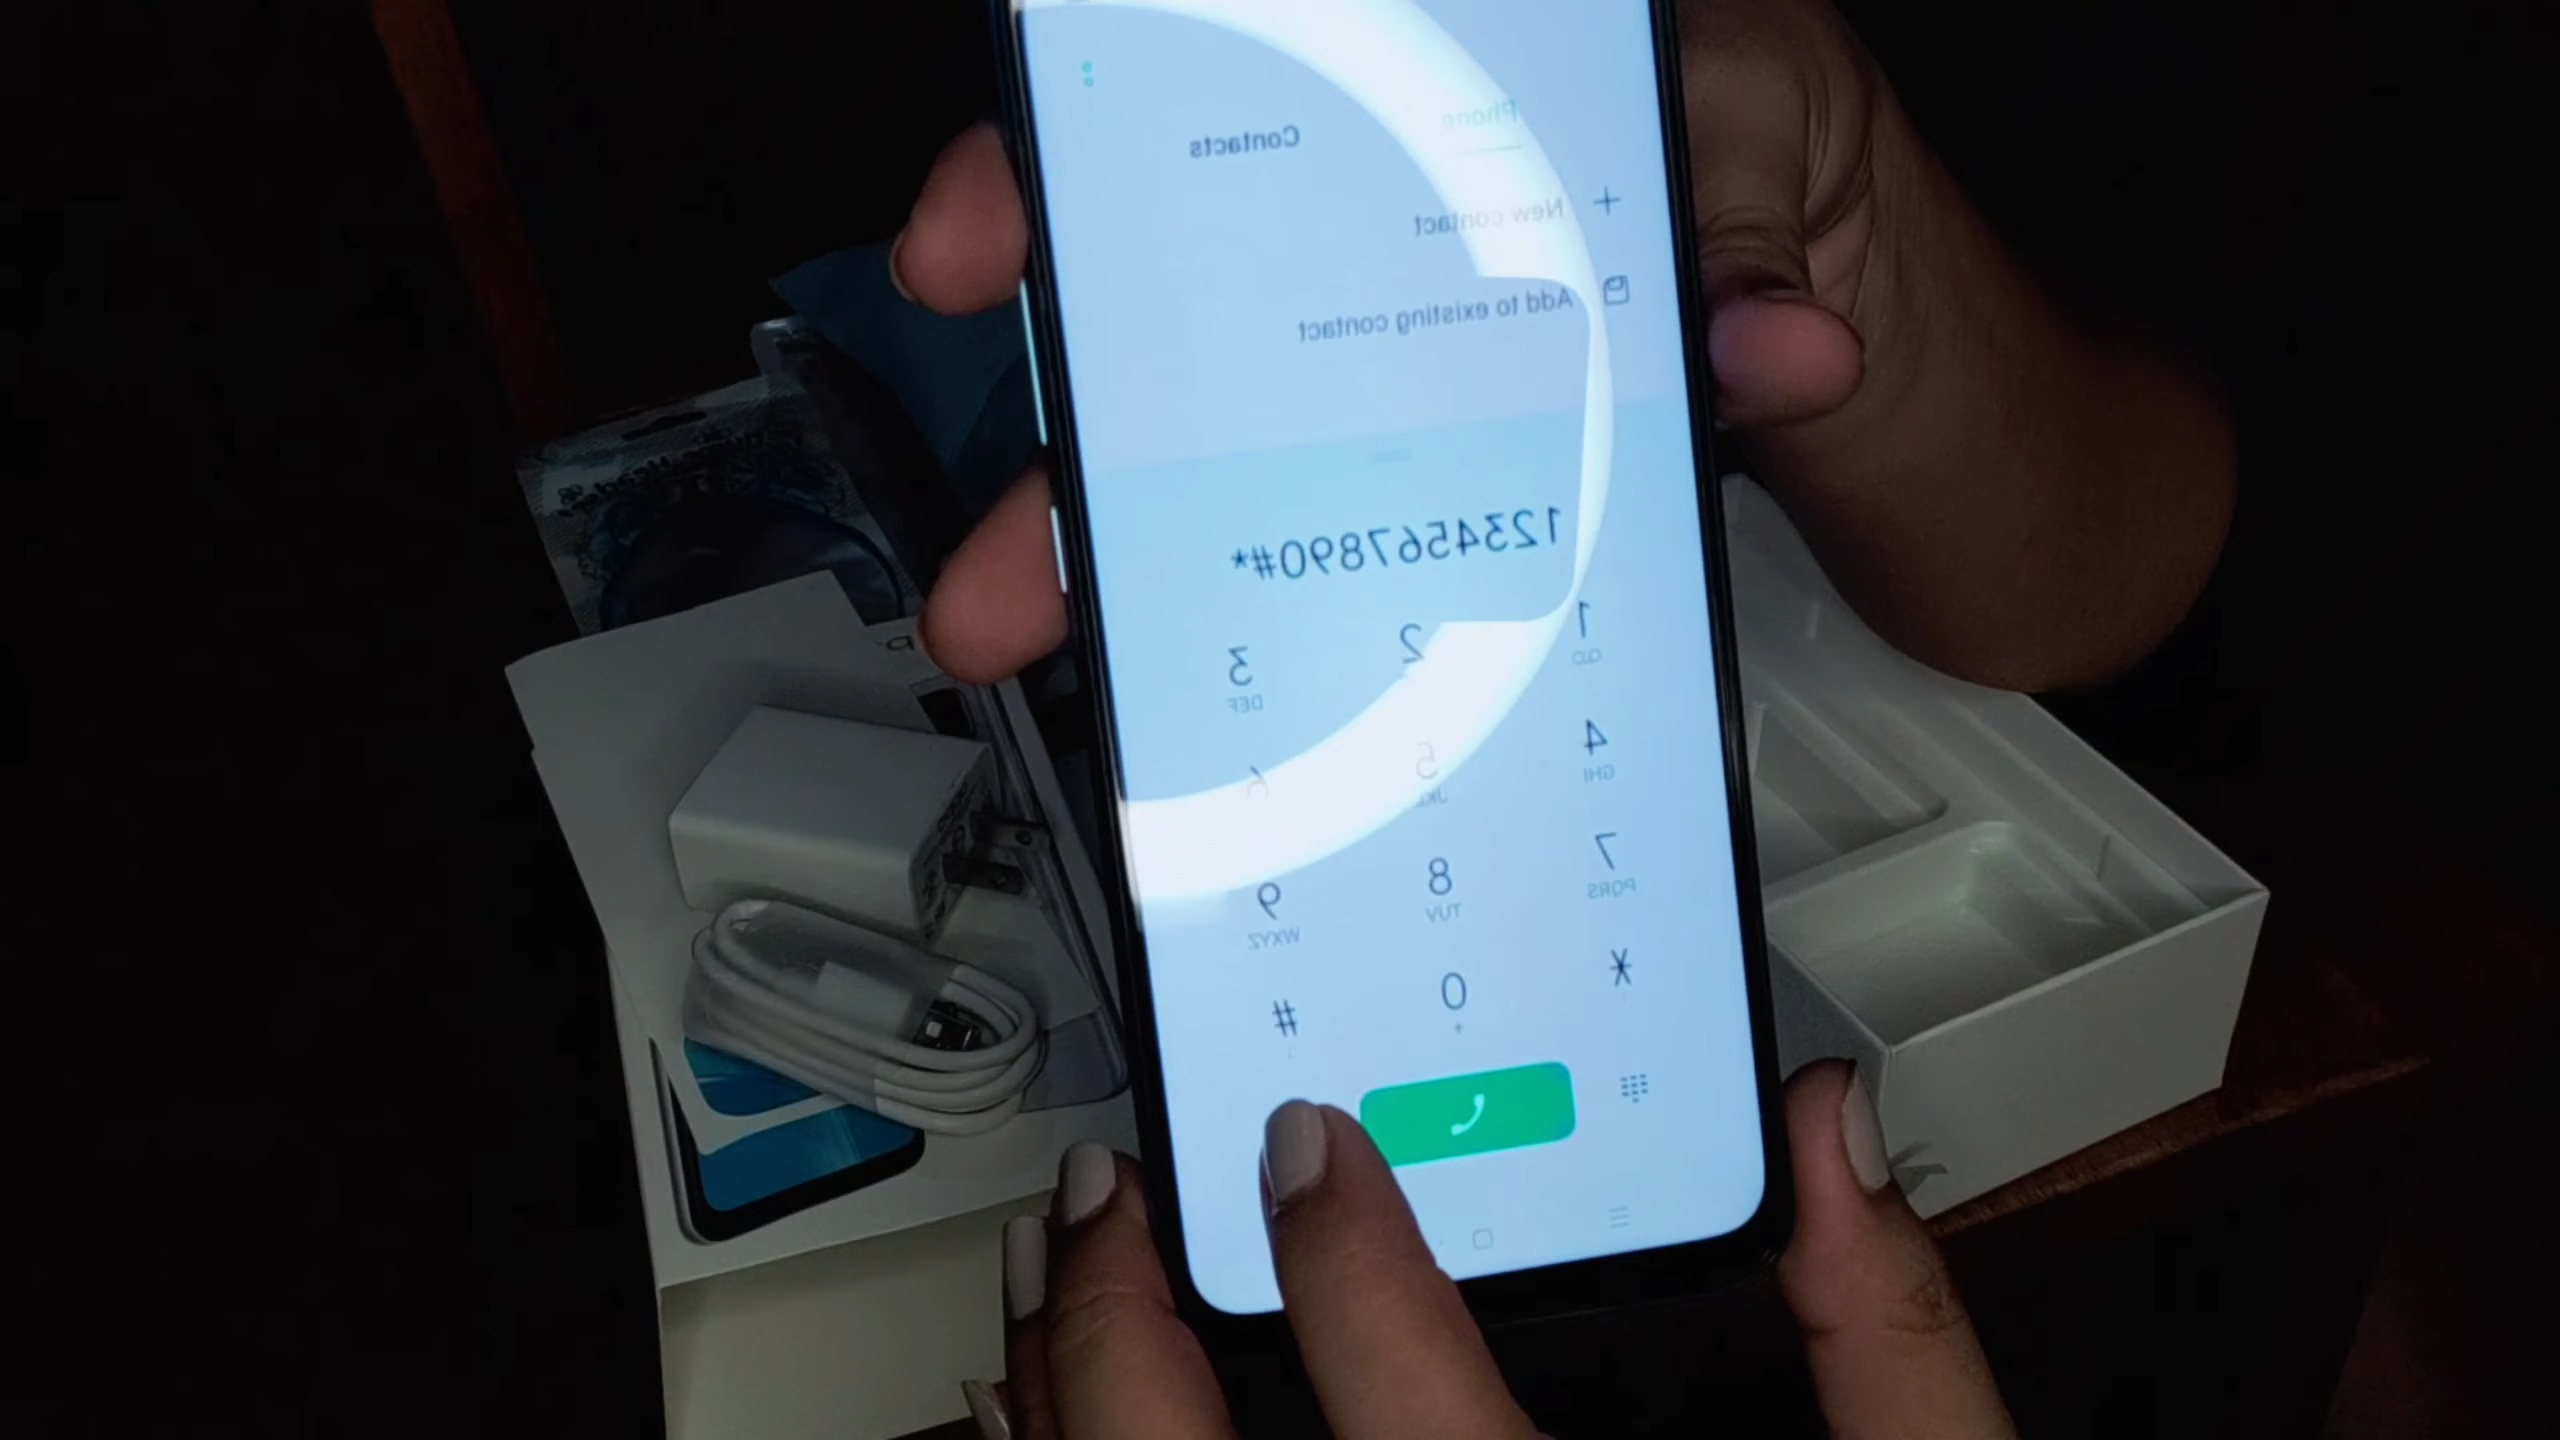 Phone Contacts
New contact
Add to existing contact
1234567890#*
1 2 3
DEF
4 5 6
GHI JKL
7 8 9
PQRS TUV WXYZ
* 0 #
+